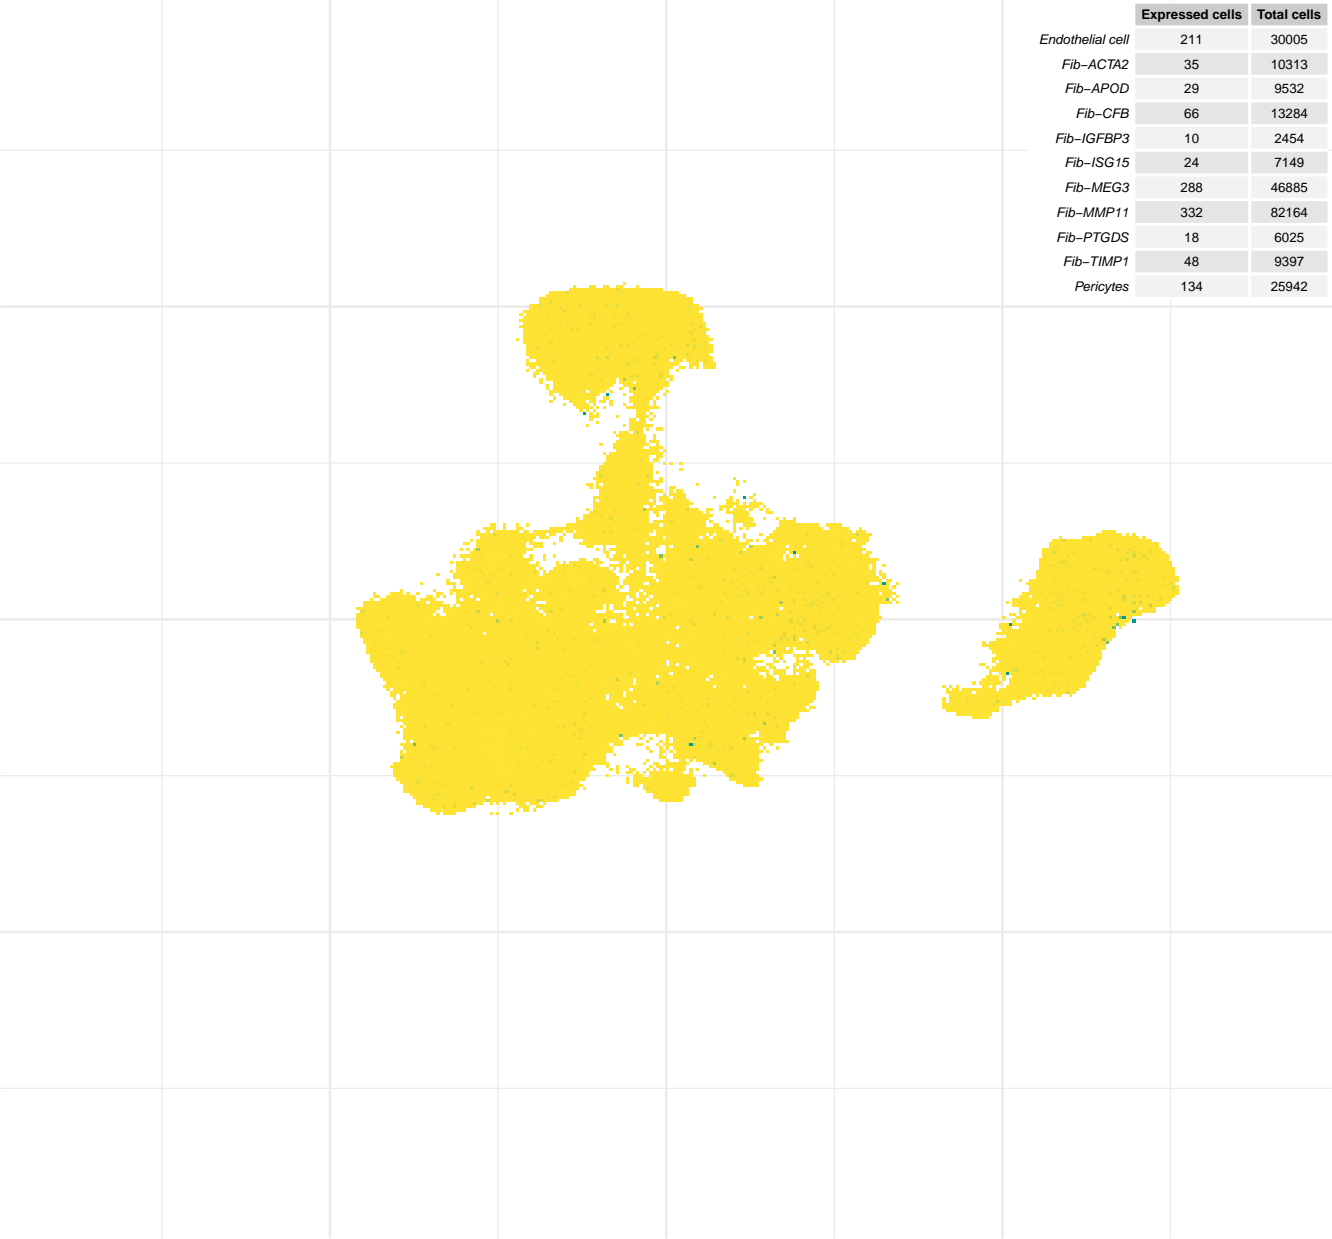 Expressed cells Total cells
Endothelial cell 211 30005
Fib−ACTA2 35 10313
Fib−APOD 29 9532
Fib−CFB 66 13284
Fib−IGFBP3 10 2454
Fib−ISG15 24 7149
Fib−MEG3 288 46885
Fib−MMP11 332 82164
Fib−PTGDS 18 6025
Fib−TIMP1 48 9397
Pericytes 134 25942